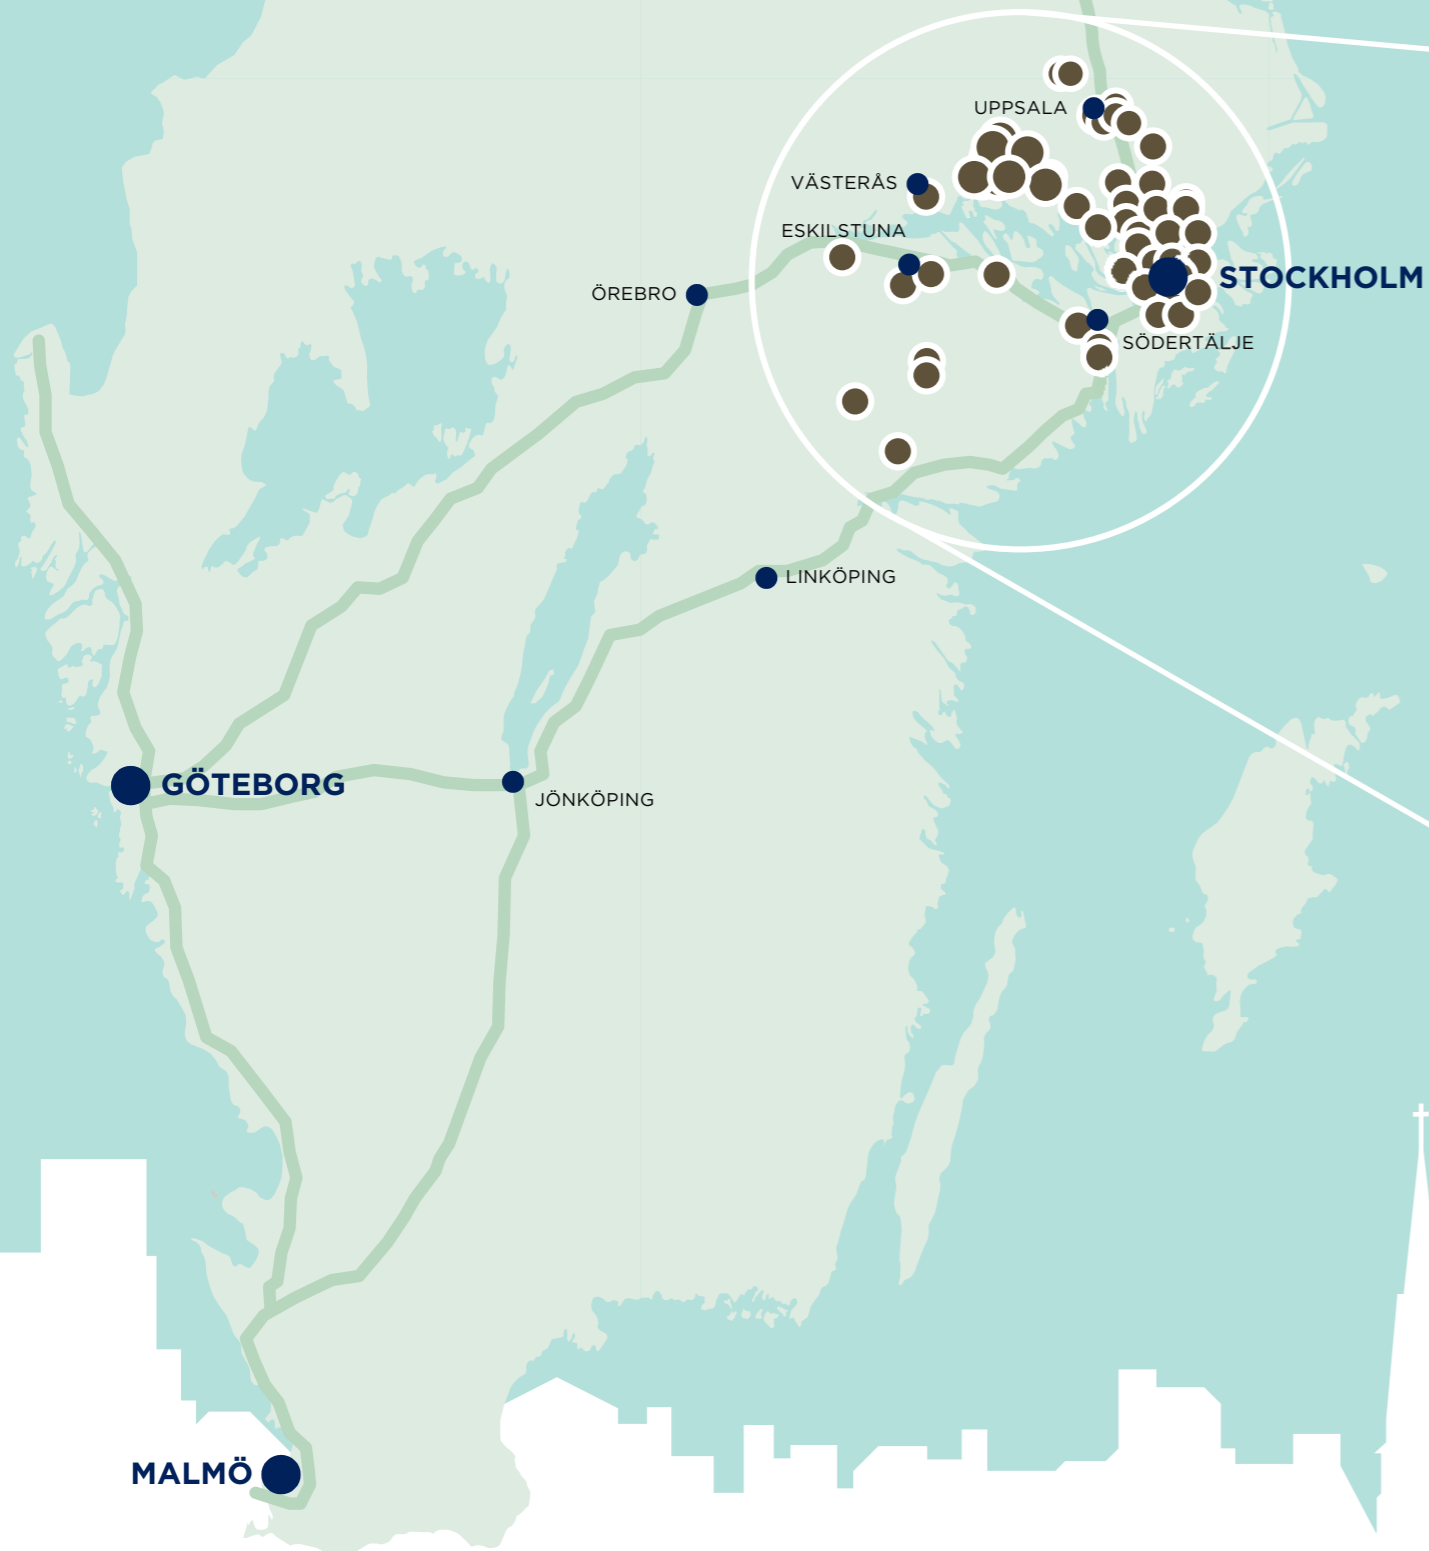 UPPSALA
VÄSTERÅS
ESKILSTUNA
STOCKHOLM
ÖREBRO
SÖDERTÄLJE
LINKÖPING
GÖTEBORG
JÖNKÖPING
MALMÖ